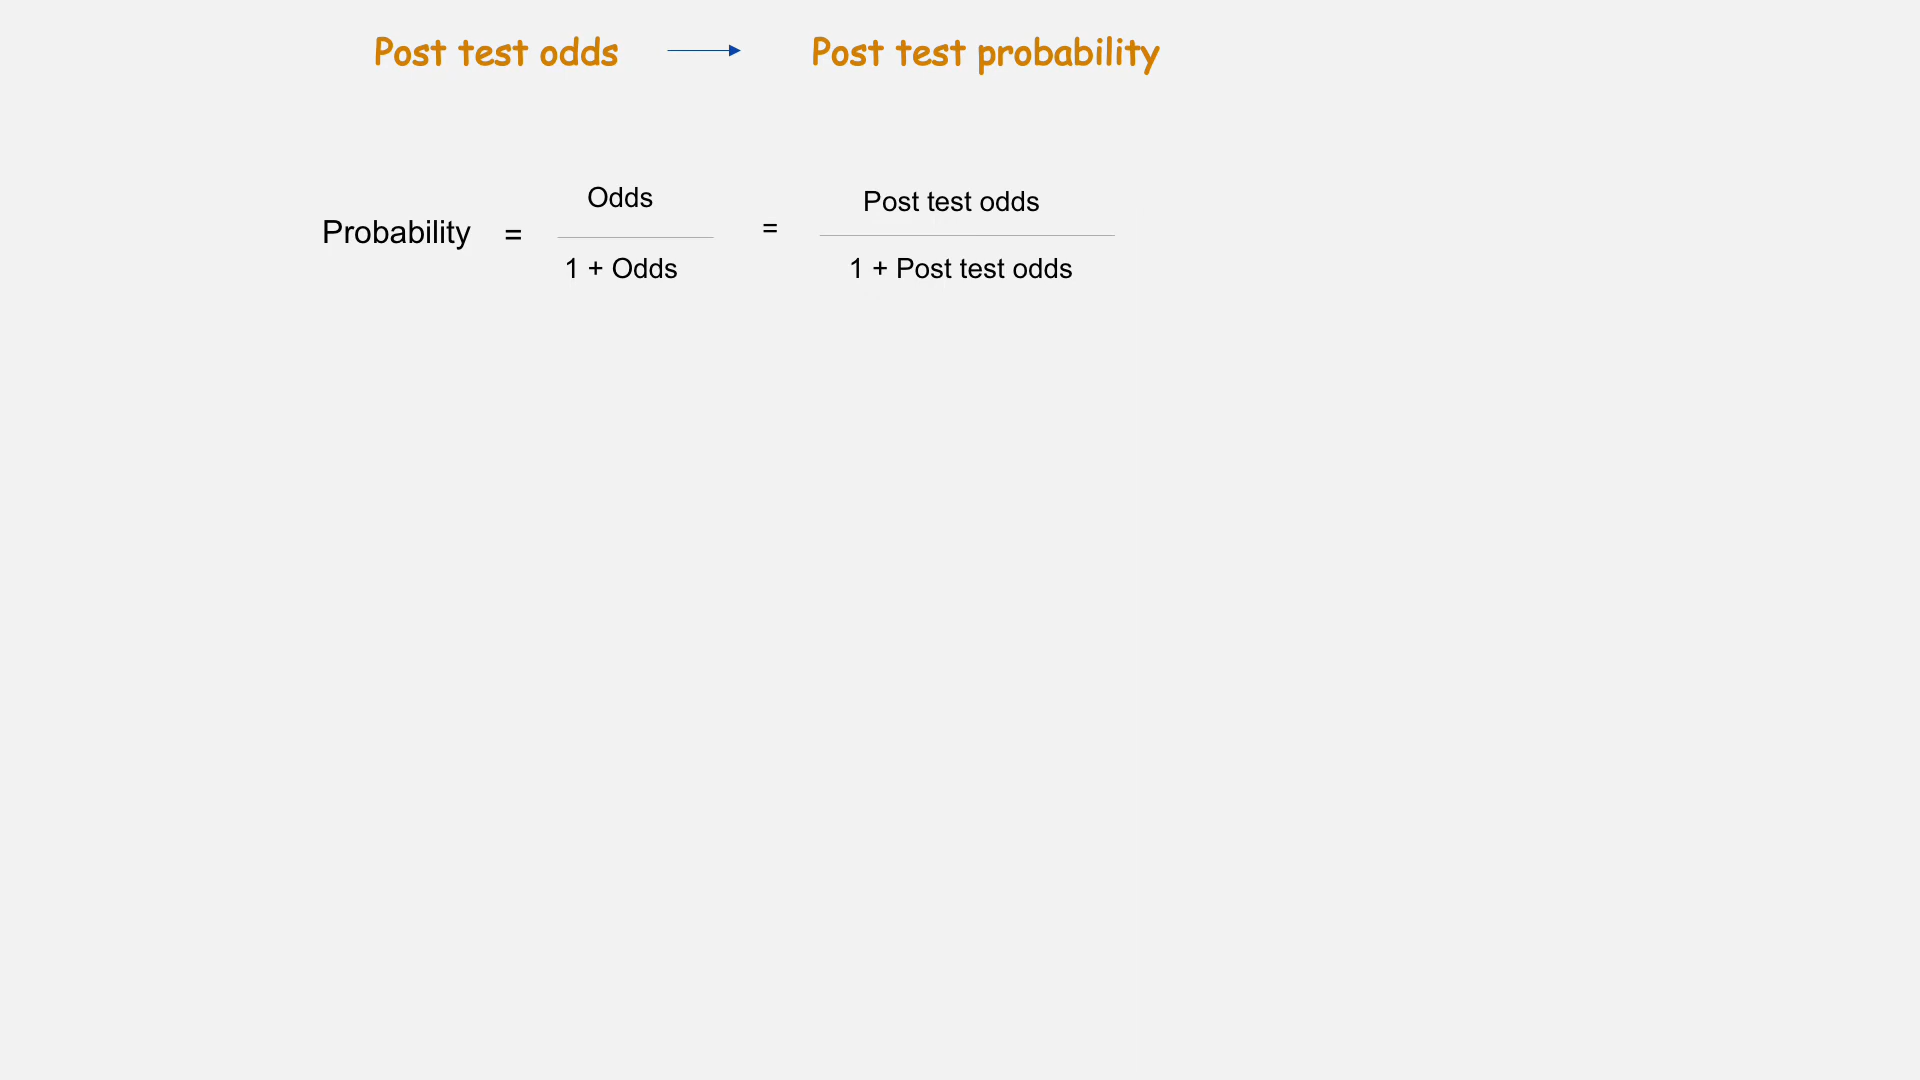 Post test odds Post test probability
Odds Post test odds
Probability = =
1 + Odds 1 + Post test odds